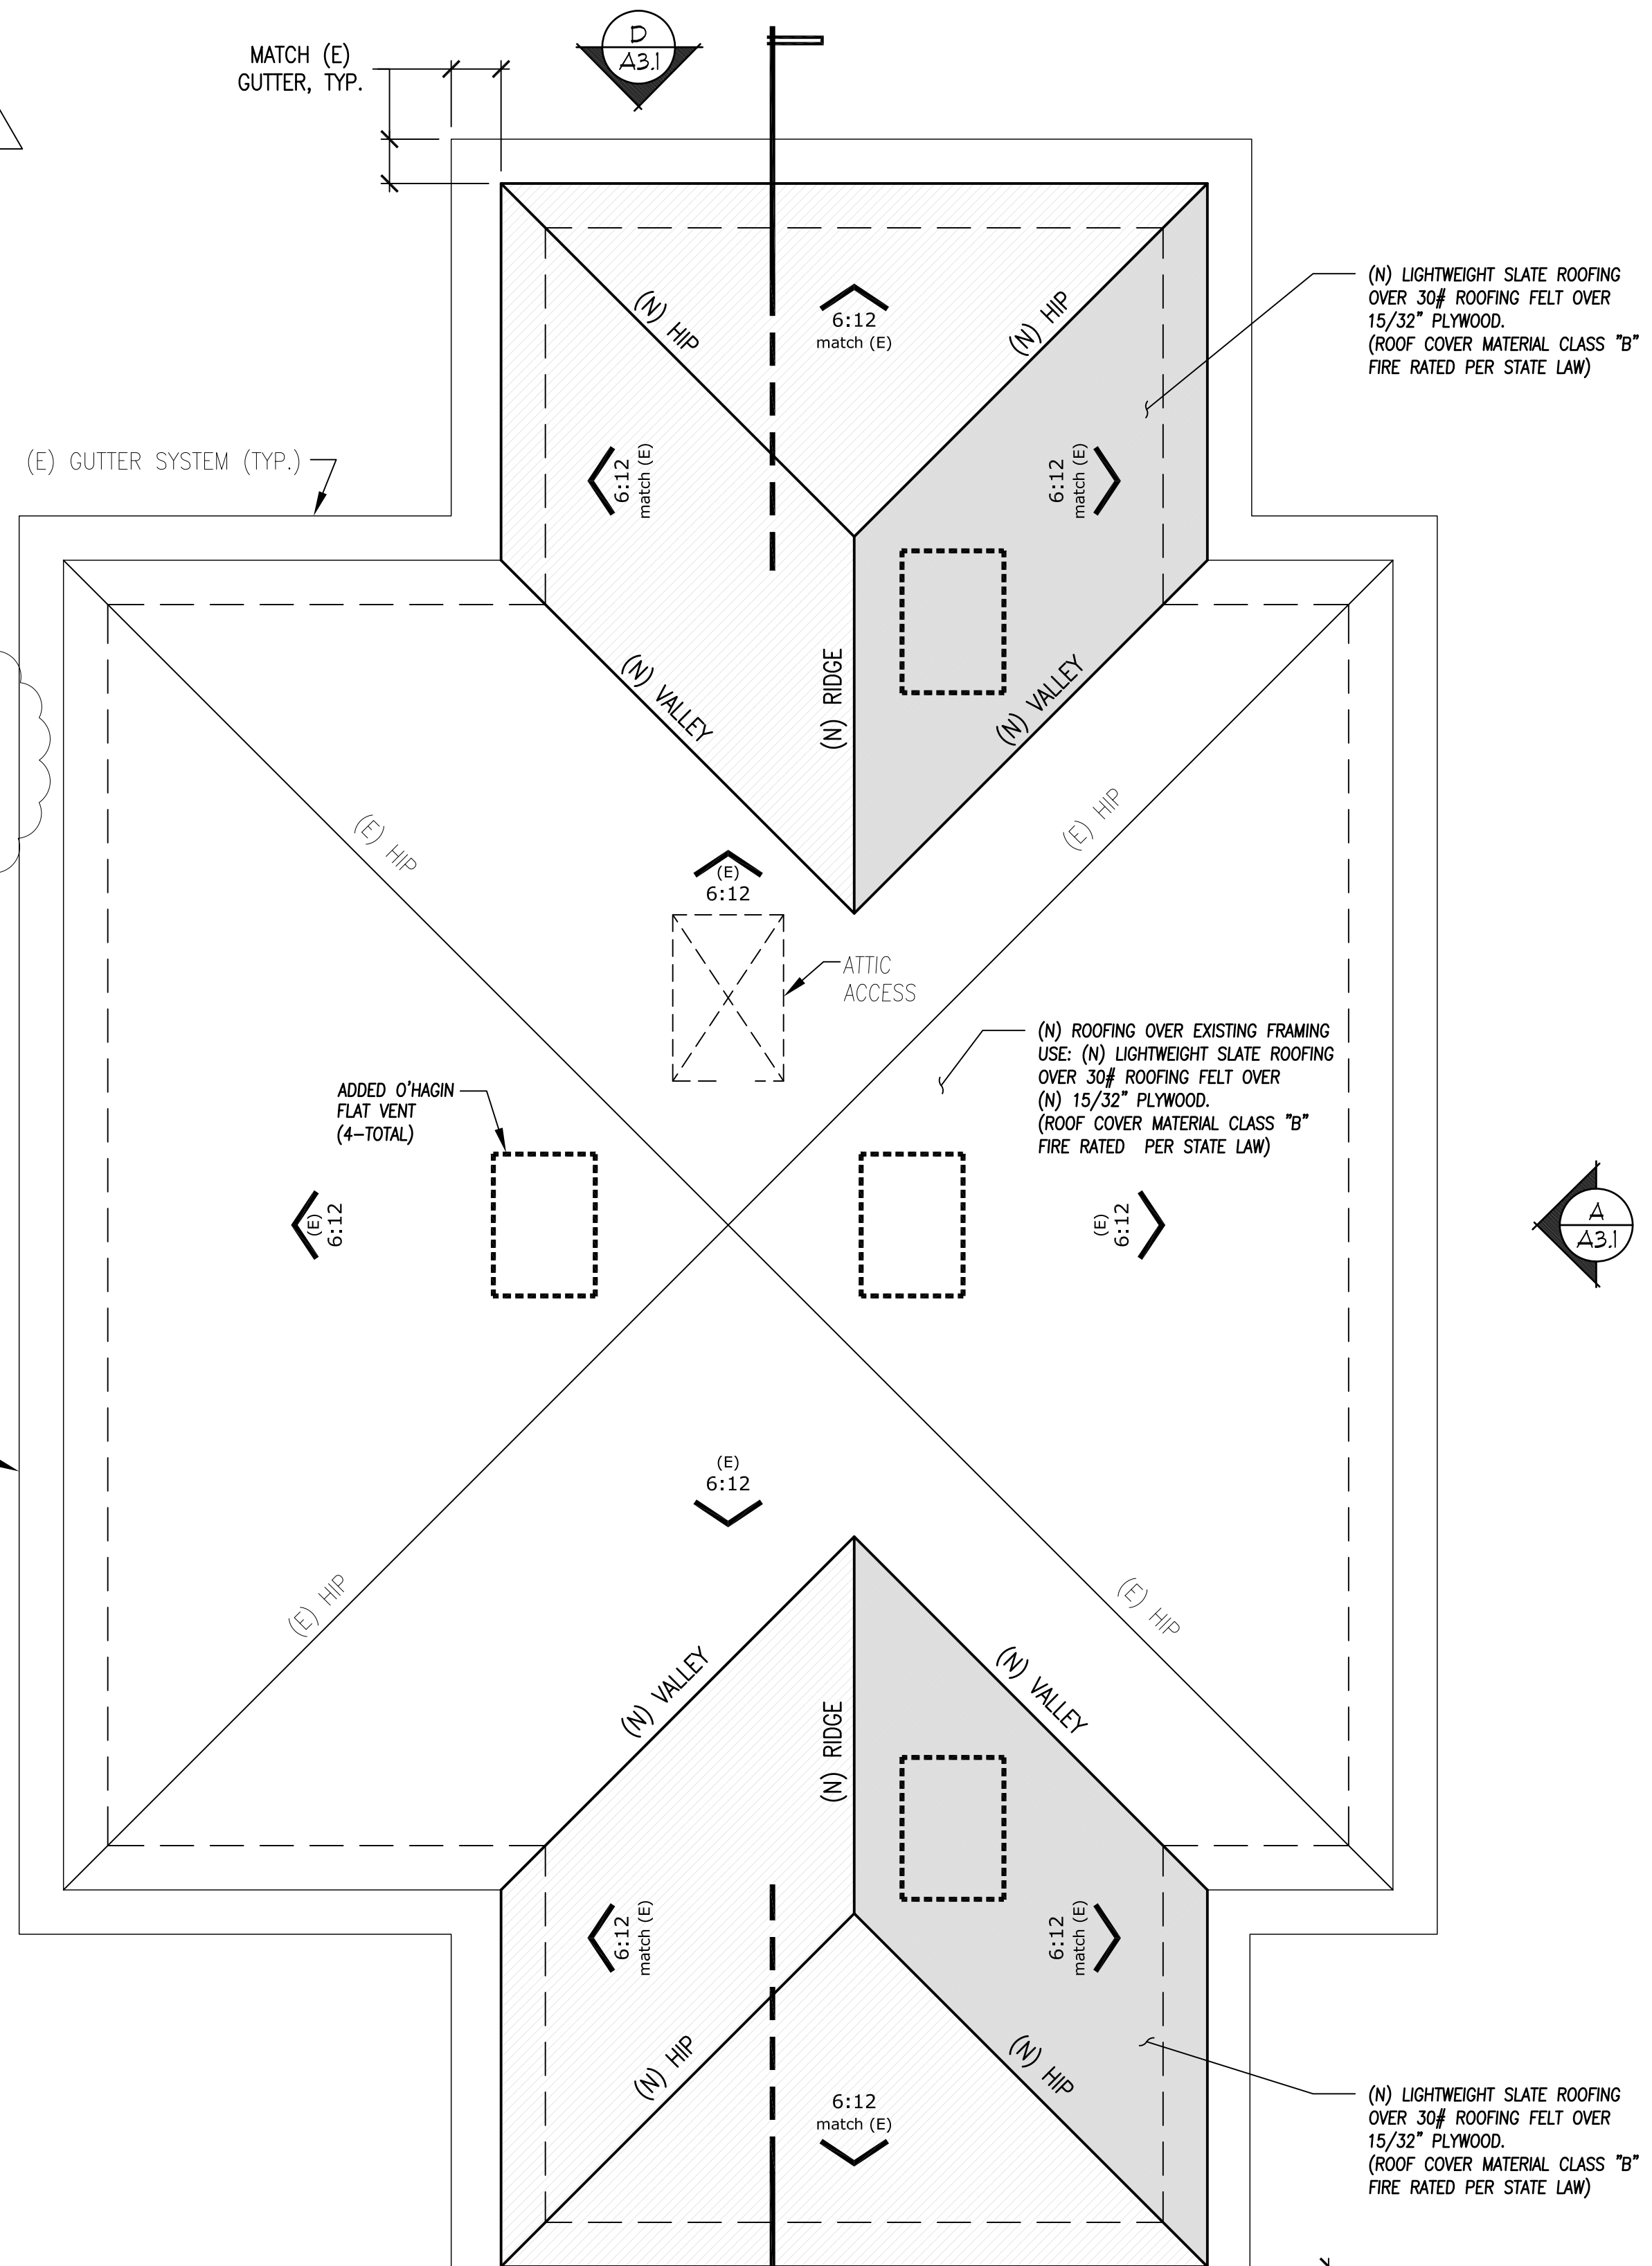 D
A3.1
MATCH (E)
GUTTER, TYP.
(N) LIGHTWEIGHT SLATE ROOFING
OVER 30# ROOFING FELT OVER
15/32" PLYWOOD.
(ROOF COVER MATERIAL CLASS "B"
FIRE RATED PER STATE LAW)
(N) HIP
6:12
match (E)
(N) HIP
(E) GUTTER SYSTEM (TYP.)
6:12
match (E)
6:12
match (E)
(N) VALLEY
(N) RIDGE
(N) VALLEY
(E) HIP
(E) HIP
(E)
6:12
ATTIC
ACCESS
(N) ROOFING OVER EXISTING FRAMING
USE: (N) LIGHTWEIGHT SLATE ROOFING
OVER 30# ROOFING FELT OVER
(N) 15/32" PLYWOOD.
(ROOF COVER MATERIAL CLASS "B"
FIRE RATED PER STATE LAW)
ADDED O'HAGIN
FLAT VENT
(4-TOTAL)
(E)
6:12
(E)
6:12
A
A3.1
(E)
6:12
(E) HIP
(E) HIP
(N) VALLEY
(N) RIDGE
(N) VALLEY
6:12
match (E)
6:12
match (E)
(N) HIP
(N) HIP
6:12
match (E)
(N) LIGHTWEIGHT SLATE ROOFING
OVER 30# ROOFING FELT OVER
15/32" PLYWOOD.
(ROOF COVER MATERIAL CLASS "B"
FIRE RATED PER STATE LAW)